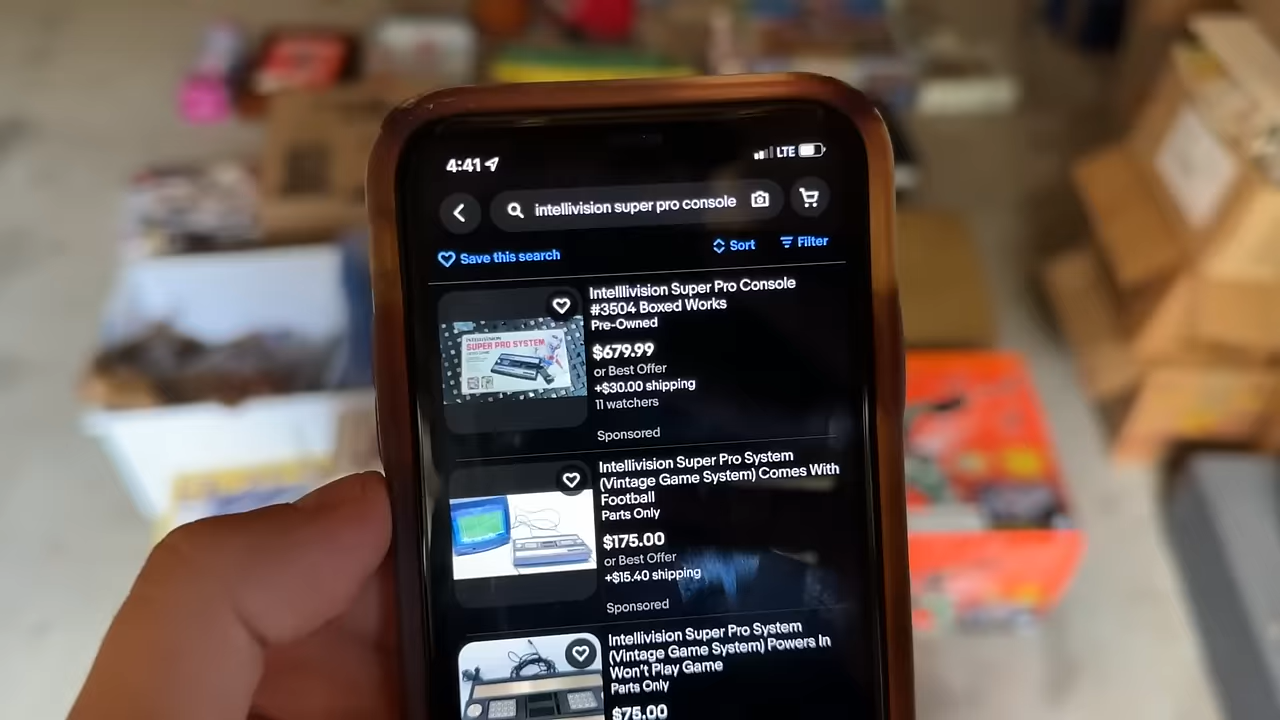 4:41
LTE
intellivision super pro console
Save this search
Sort
Filter
Intelllivision Super Pro Console
#3504 Boxed Works
Pre-Owned
$679.99
or Best Offer
+$30.00 shipping
11 watchers
Sponsored
SUPER PRO SYSTEM
Intellivision Super Pro System
(Vintage Game System) Comes With
Football
Parts Only
$175.00
or Best Offer
+$15.40 shipping
Sponsored
Intellivision Super Pro System
(Vintage Game System) Powers In
Won't Play Game
Parts Only
$75.00